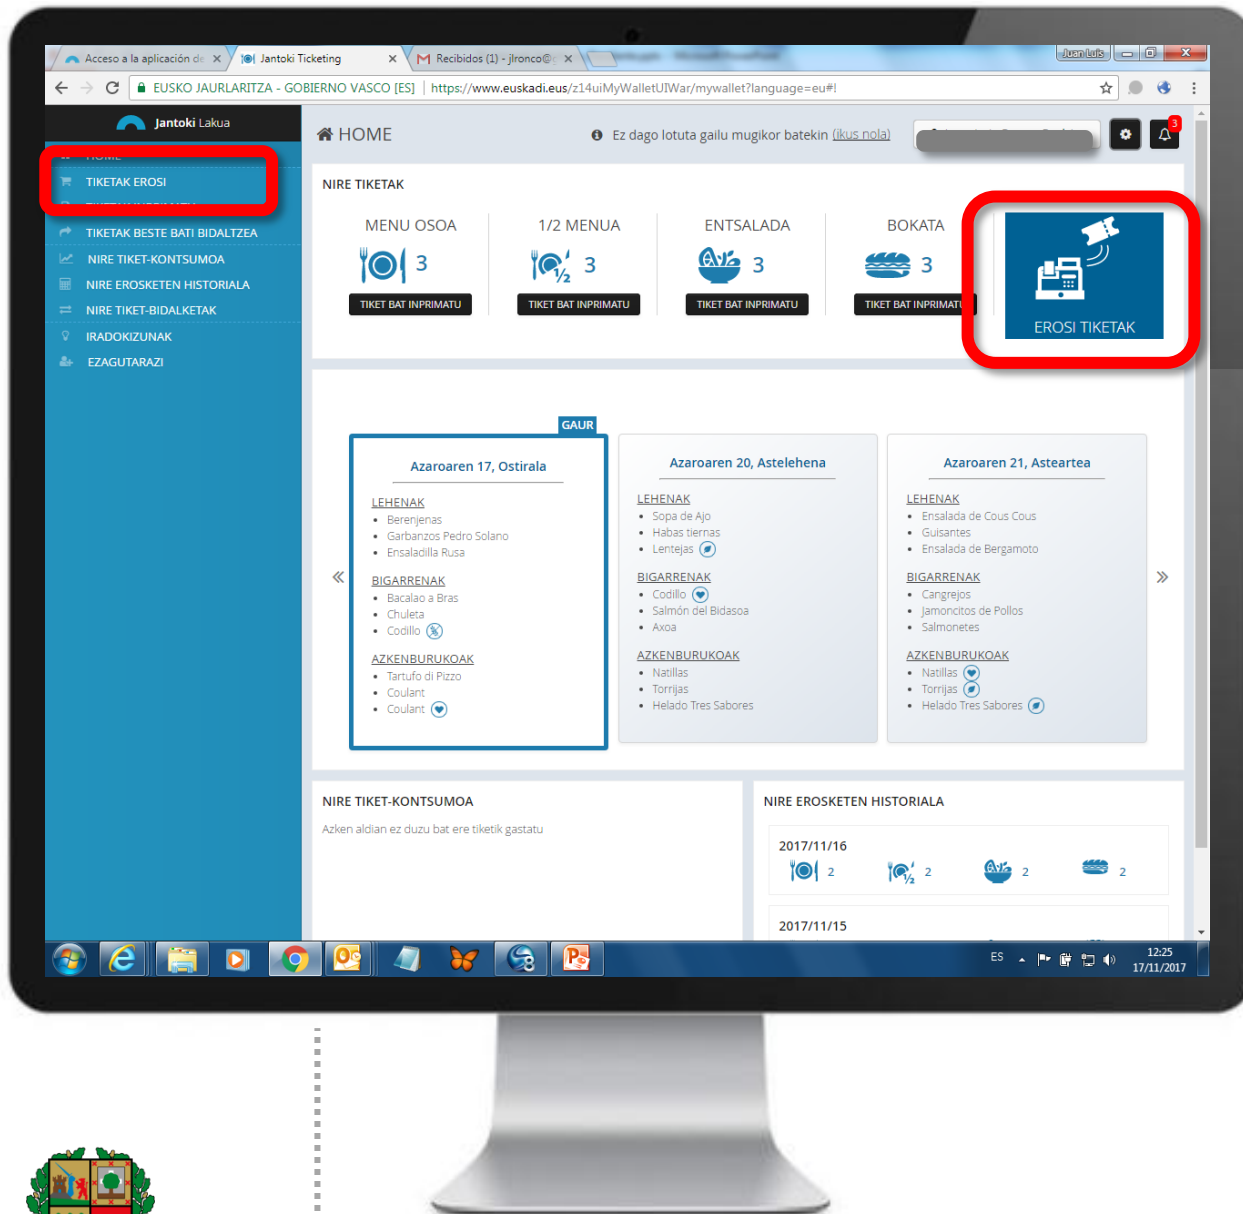 Juan Luis
Acceso a la aplicación de
Jantoki Ticketing
Recibidos (1) - jlronco@
EUSKO JAURLARITZA - GOBIERNO VASCO [ES]
https://www.euskadi.eus/z14uiMyWalletUIWar/mywallet?language=eu#!
Jantoki Lakua
HOME
TIKETAK EROSI
TIKETAK BESTE BATI BIDALTZEA
NIRE TIKET-KONTSUMOA
NIRE EROSKETEN HISTORIALA
NIRE TIKET-BIDALKETAK
IRADOKIZUNAK
EZAGUTARAZI
HOME
Ez dago lotuta gailu mugikor batekin (ikus nola)
3
NIRE TIKETAK
MENU OSOA
3
TIKET BAT INPRIMATU
1/2 MENUA
1/2
3
TIKET BAT INPRIMATU
ENTSALADA
3
TIKET BAT INPRIMATU
BOKATA
3
TIKET BAT INPRIMATU
EROSI TIKETAK
GAUR
Azaroaren 17, Ostirala
LEHENAK
• Berenjenas
• Garbanzos Pedro Solano
• Ensaladilla Rusa
BIGARRENAK
• Bacalao a Bras
• Chuleta
• Codillo
AZKENBURUKOAK
• Tartufo di Pizzo
• Coulant
• Coulant
Azaroaren 20, Astelehena
LEHENAK
• Sopa de Ajo
• Habas tiernas
• Lentejas
BIGARRENAK
• Codillo
• Salmón del Bidasoa
• Axoa
AZKENBURUKOAK
• Natillas
• Torrijas
• Helado Tres Sabores
Azaroaren 21, Asteartea
LEHENAK
• Ensalada de Cous Cous
• Guisantes
• Ensalada de Bergamoto
BIGARRENAK
• Cangrejos
• Jamoncitos de Pollos
• Salmonetes
AZKENBURUKOAK
• Natillas
• Torrijas
• Helado Tres Sabores
NIRE TIKET-KONTSUMOA
Azken aldian ez duzu bat ere tiketik gastatu
NIRE EROSKETEN HISTORIALA
2017/11/16
2
1/2 2
2
2
2017/11/15
ES
12:25
17/11/2017